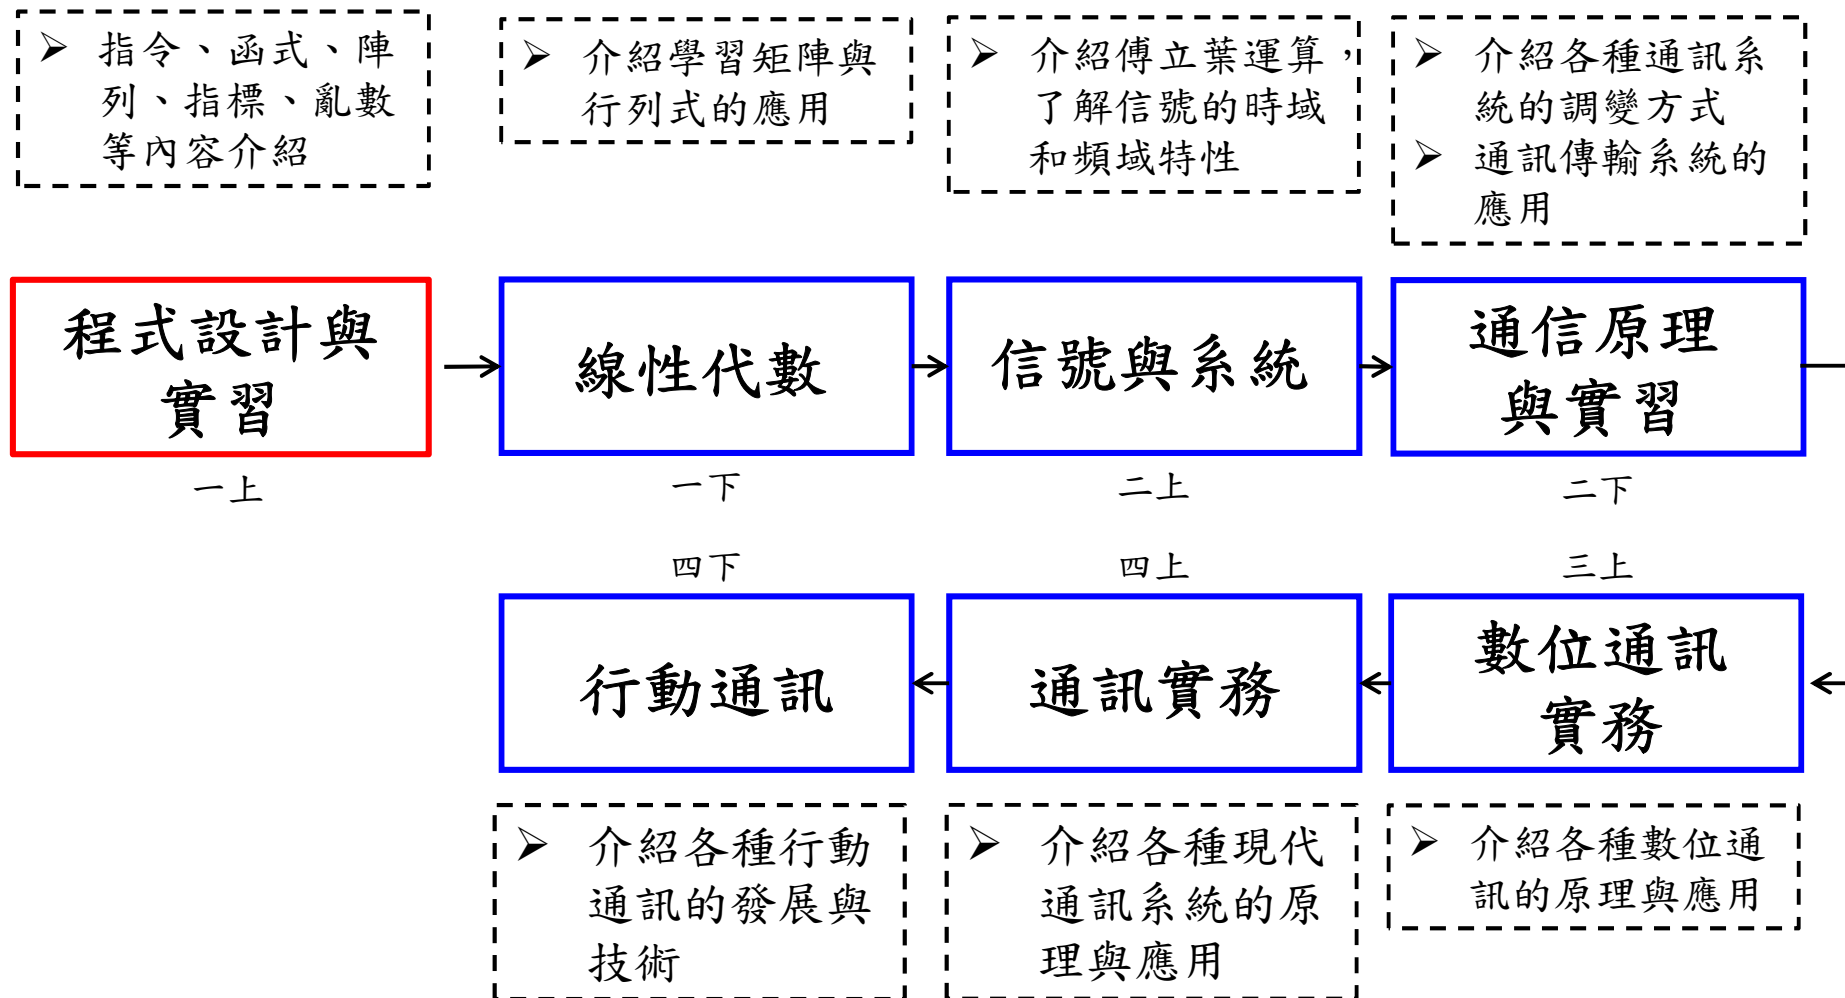 ➢ 指令、函式、陣
列、指標、亂數
等內容介紹
➢ 介紹學習矩陣與
行列式的應用
➢ 介紹傅立葉運算，
了解信號的時域
和頻域特性
➢ 介紹各種通訊系
統的調變方式
➢ 通訊傳輸系統的
應用
程式設計與
實習
線性代數
信號與系統
通信原理
與實習
一上
一下
二上
二下
四下
四上
三上
行動通訊
通訊實務
數位通訊
實務
➢ 介紹各種行動
通訊的發展與
技術
➢ 介紹各種現代
通訊系統的原
理與應用
➢ 介紹各種數位通
訊的原理與應用